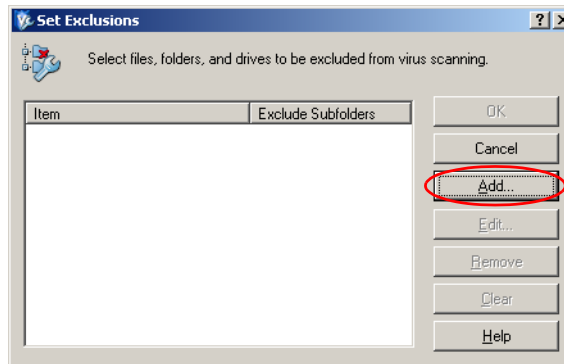 Set Exclusions
Select files, folders, and drives to be excluded from virus scanning.
Item Exclude Subfolders
OK
Cancel
Add...
Edit...
Remove
Clear
Help